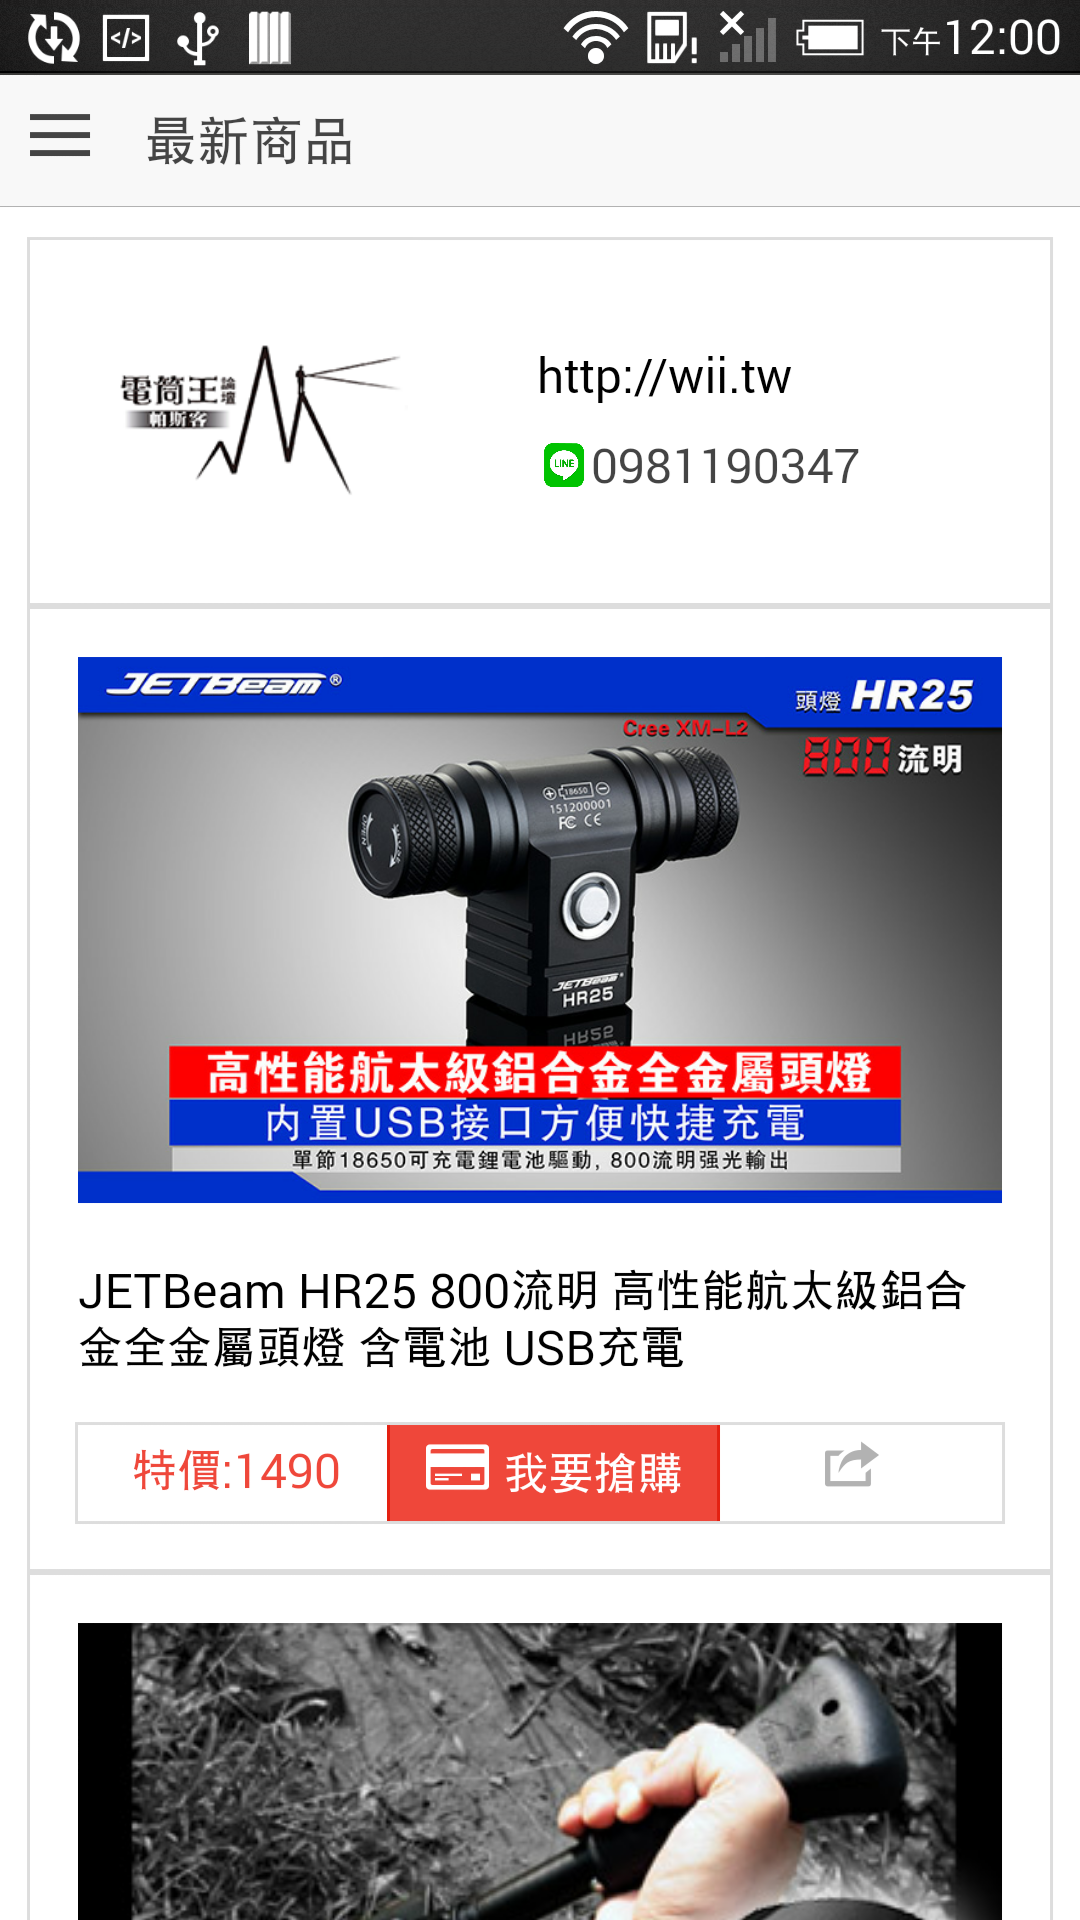 下午12:00
最新商品
電筒王論壇
帕斯客
http://wii.tw
LINE
0981190347
JETBeam®
頭燈 HR25
Cree XM-L2
800流明
18650
151200001
FC CE
JETBeam®
HR25
高性能航太級鋁合金全金屬頭燈
内置USB接口方便快捷充電
單節18650可充電鋰電池驅動, 800流明强光輸出
JETBeam HR25 800流明 高性能航太級鋁合
金全金屬頭燈 含電池 USB充電
特價:1490
我要搶購